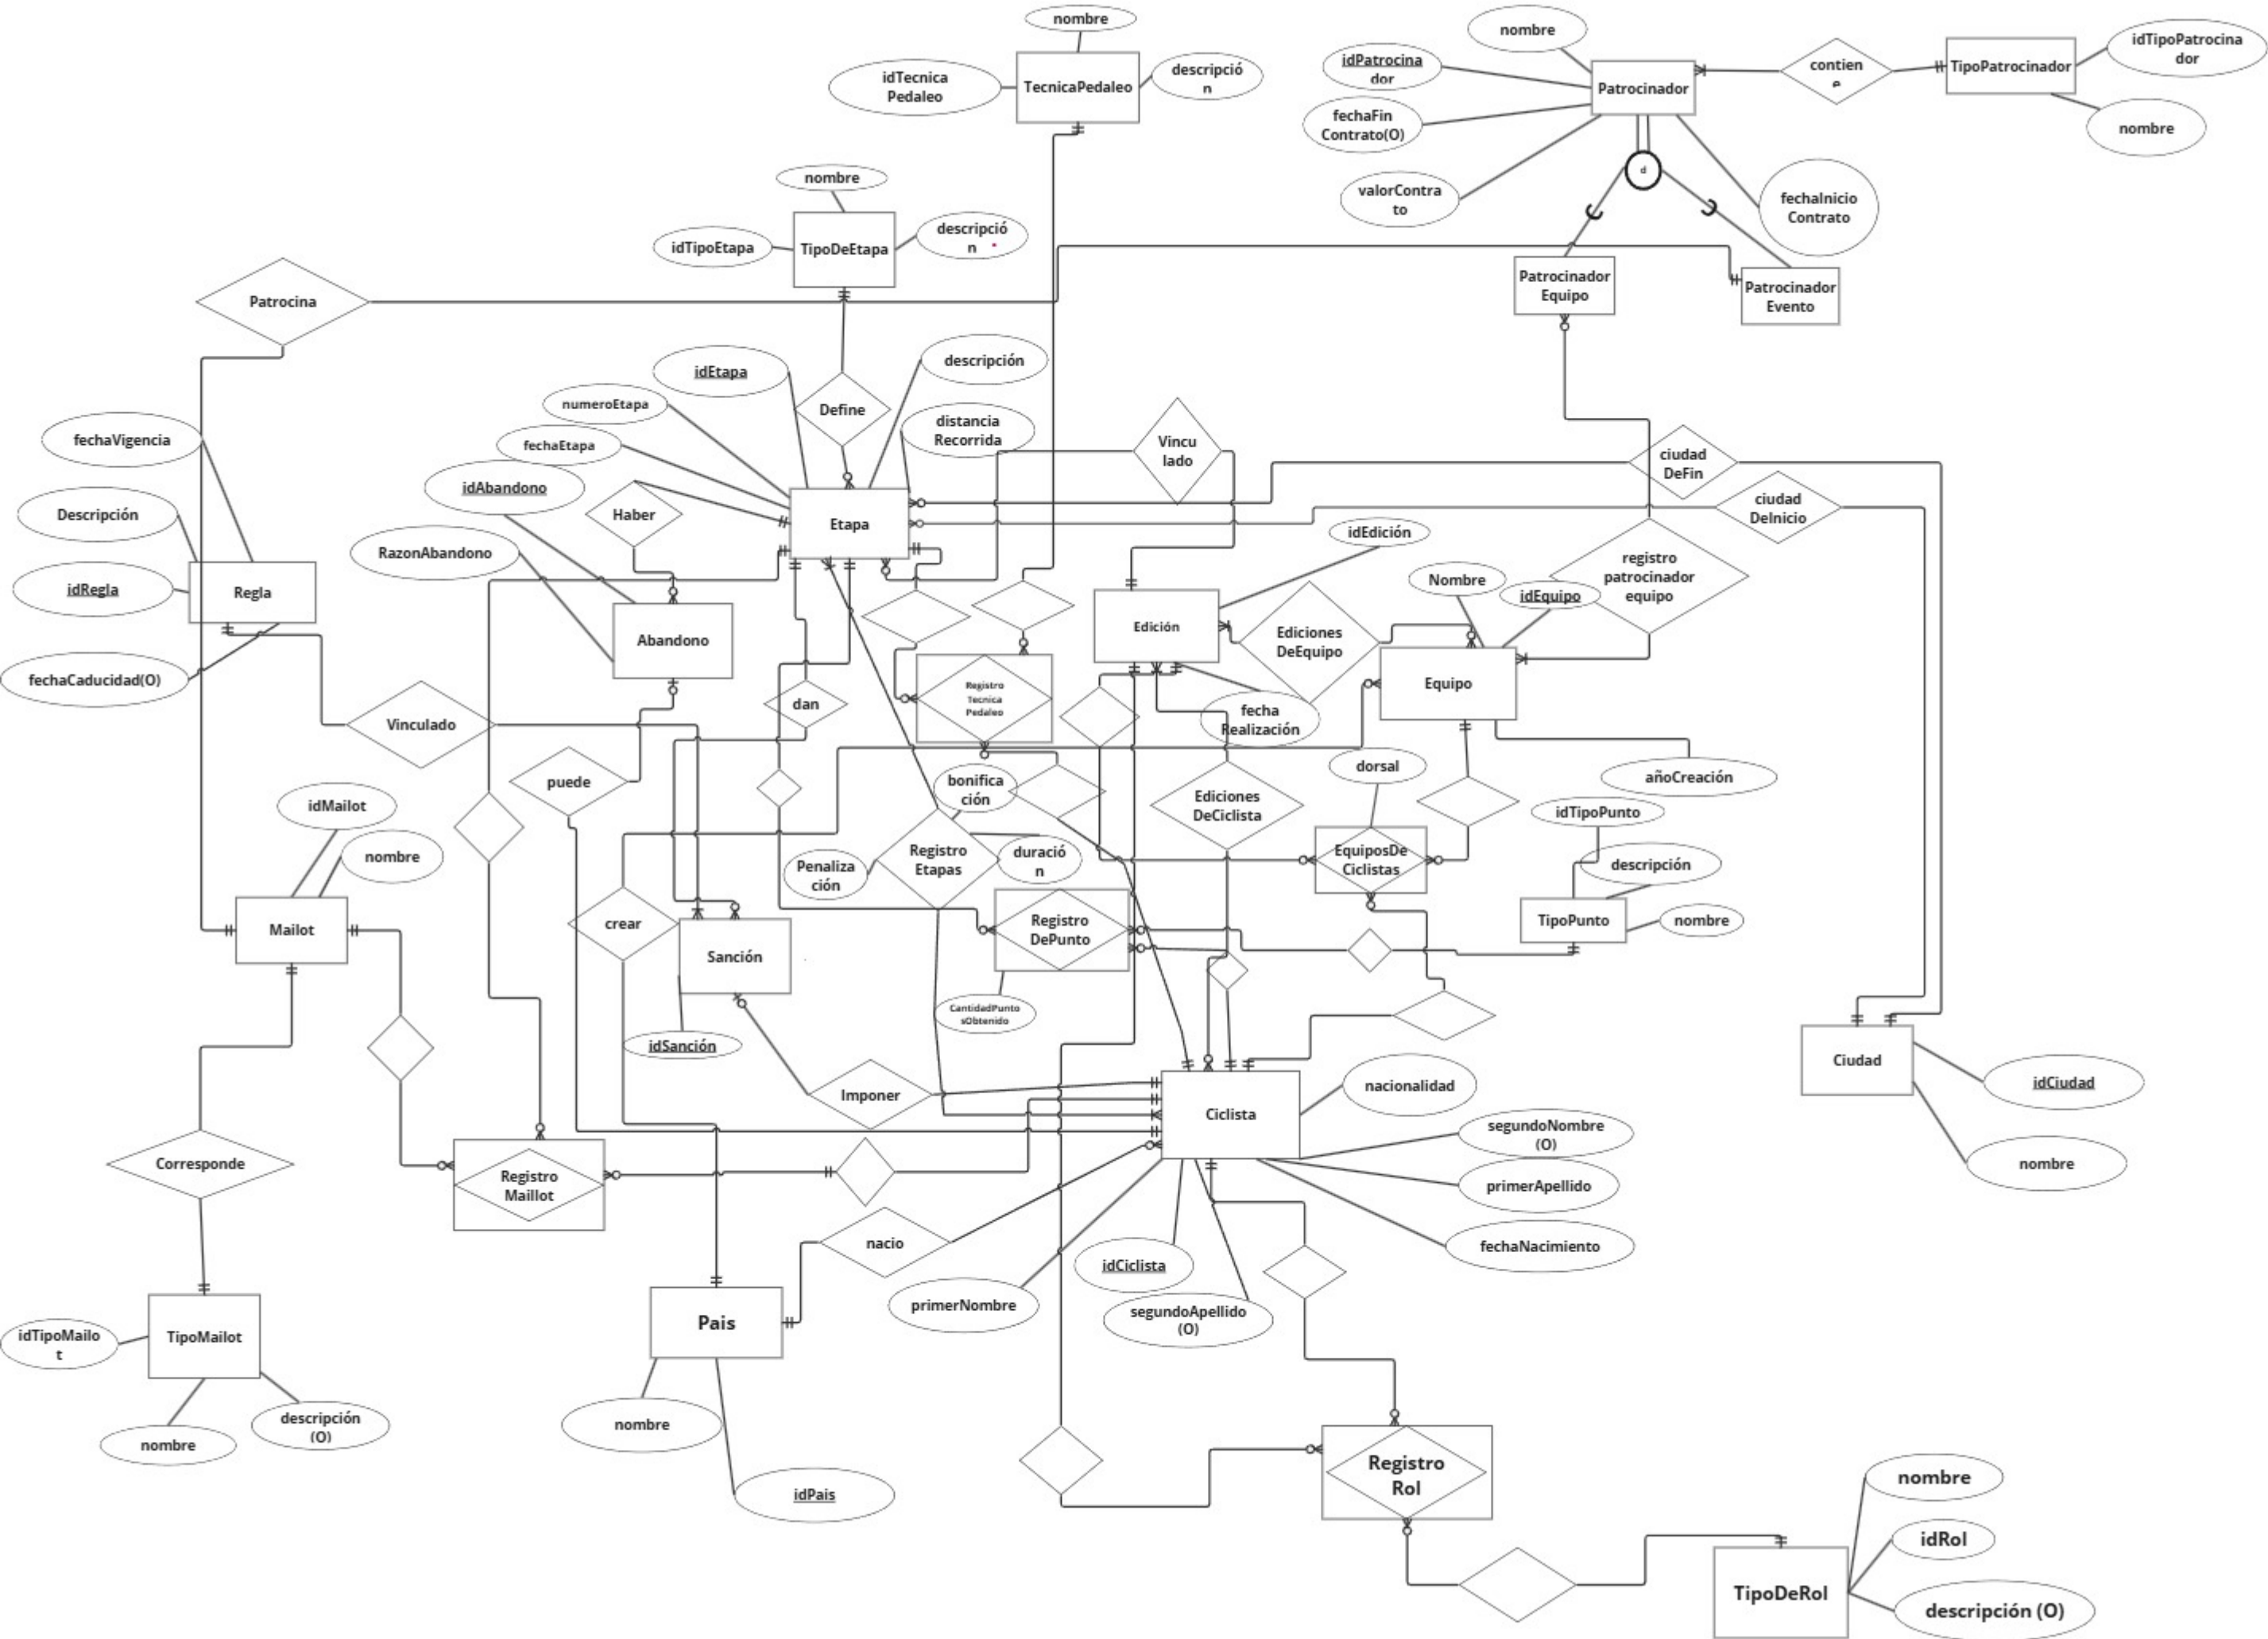 nombre
idTecnica
Pedaleo
TecnicaPedaleo
descripció
n
nombre
idPatrocina
dor
Patrocinador
contien
e
TipoPatrocinador
idTipoPatrocina
dor
nombre
fechaFin
Contrato(O)
valorContra
to
d
fechaInicio
Contrato
Patrocinador
Equipo
Patrocinador
Evento
nombre
idTipoEtapa
TipoDeEtapa
descripció
n
Patrocina
idEtapa
descripción
numeroEtapa
Define
distancia
Recorrida
fechaEtapa
Vincu
lado
ciudad
DeFin
ciudad
DeInicio
fechaVigencia
idAbandono
Haber
Etapa
Descripción
RazonAbandono
idEdición
registro
patrocinador
equipo
Nombre
idEquipo
idRegla
Regla
Abandono
Edición
Ediciones
DeEquipo
Equipo
fechaCaducidad(O)
Registro
Tecnica
Pedaleo
dan
fecha
Realización
Vinculado
puede
bonifica
ción
dorsal
añoCreación
Ediciones
DeCiclista
idTipoPunto
idMailot
nombre
Penaliza
ción
Registro
Etapas
duració
n
EquiposDe
Ciclistas
descripción
crear
Mailot
Sanción
Registro
DePunto
TipoPunto
nombre
CantidadPunto
sObtenido
idSanción
Imponer
Ciclista
nacionalidad
Ciudad
idCiudad
nombre
segundoNombre
(O)
primerApellido
fechaNacimiento
Corresponde
Registro
Maillot
nacio
idCiclista
primerNombre
segundoApellido
(O)
Pais
idTipoMailo
t
TipoMailot
nombre
descripción
(O)
nombre
idPais
Registro
Rol
nombre
idRol
TipoDeRol
descripción (O)